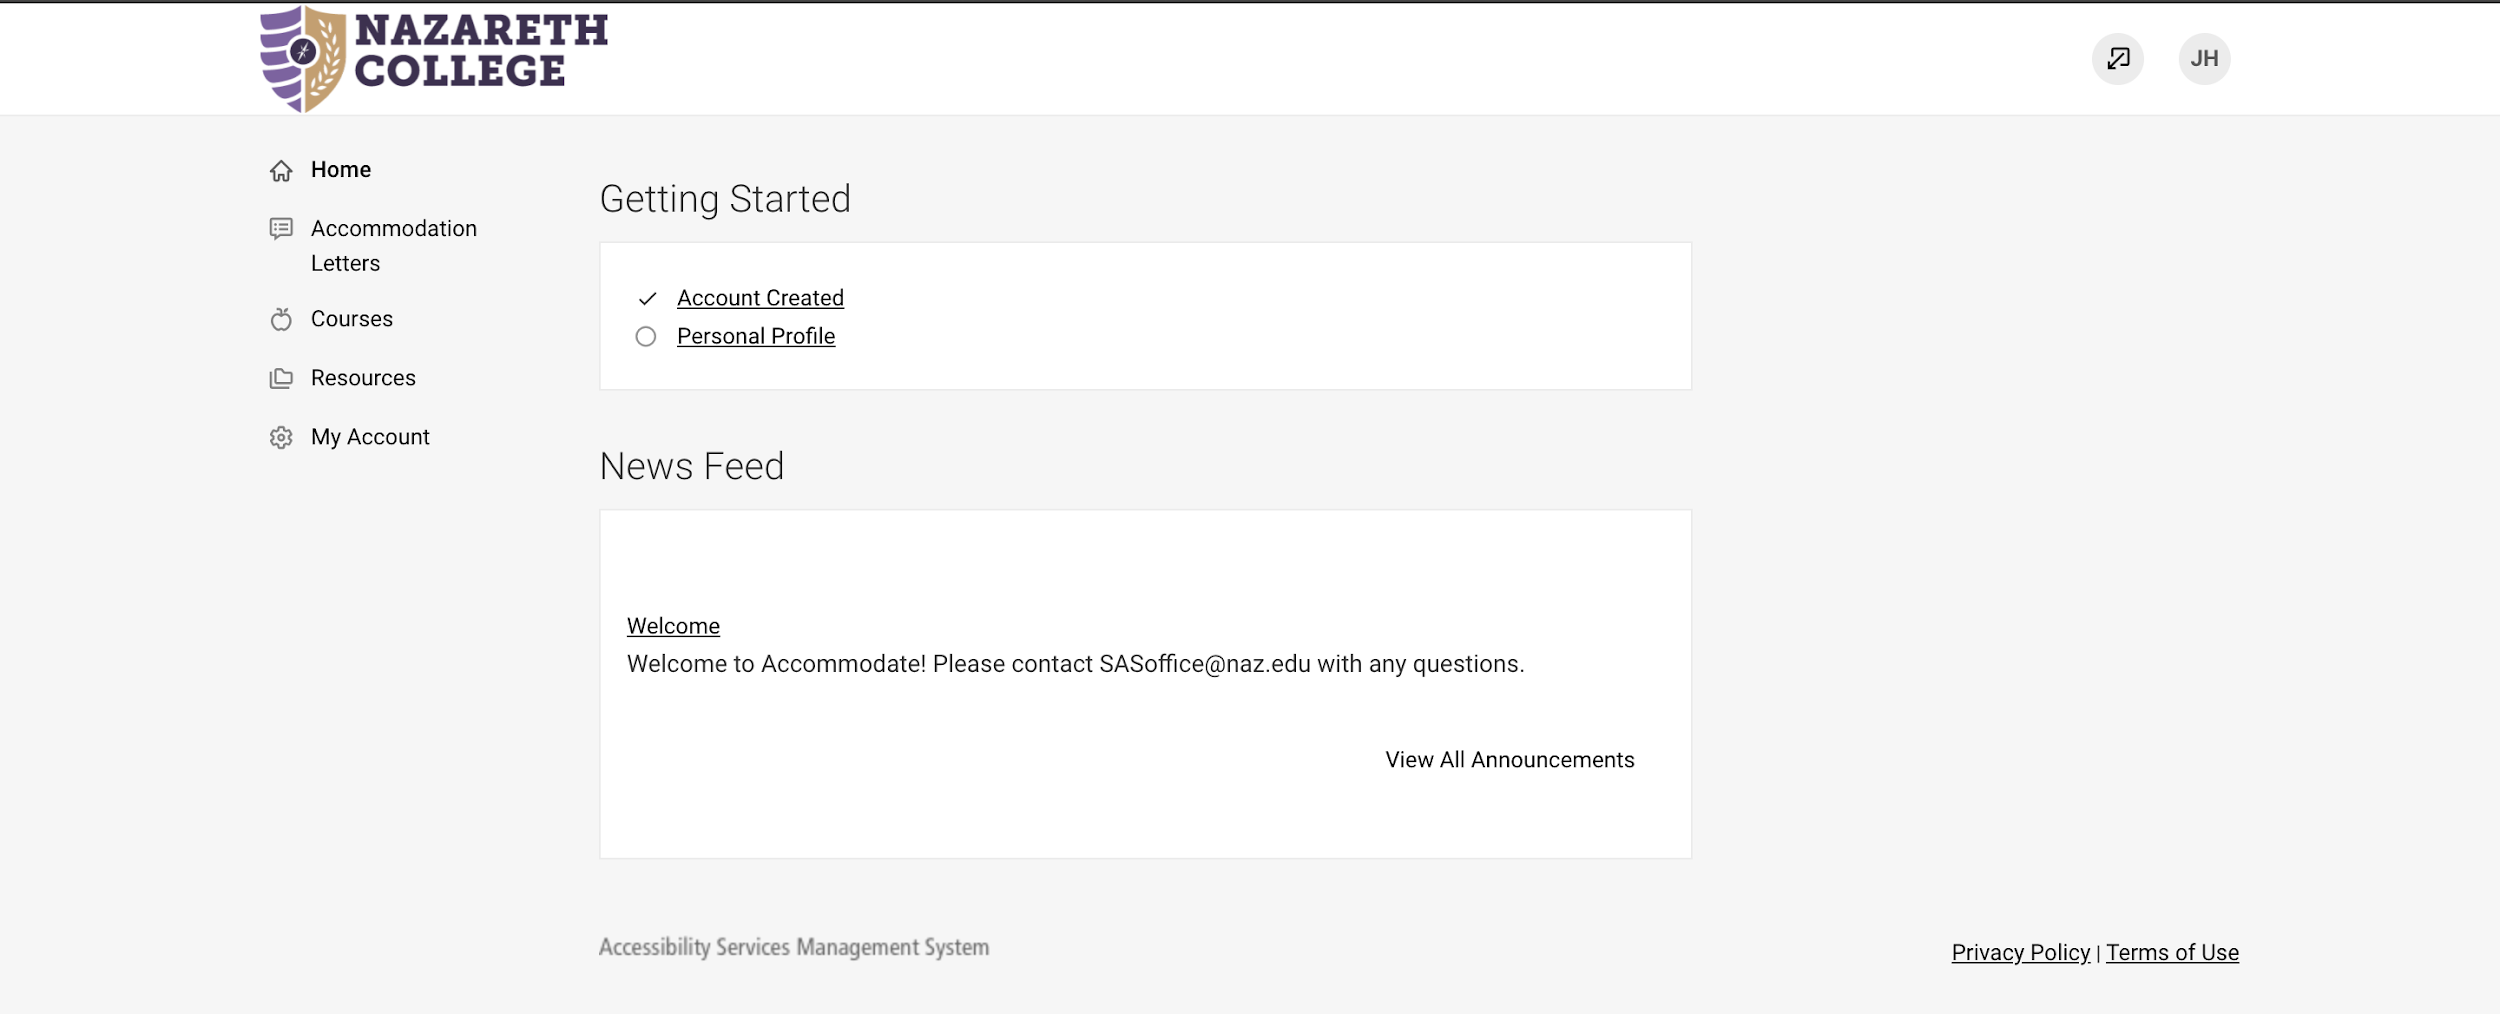 NAZARETH
COLLEGE
JH
Home
Accommodation
Letters
Courses
Resources
My Account
Getting Started
Account Created
Personal Profile
News Feed
Welcome
Welcome to Accommodate! Please contact SASoffice@naz.edu with any questions.
View All Announcements
Accessibility Services Management System
Privacy Policy | Terms of Use